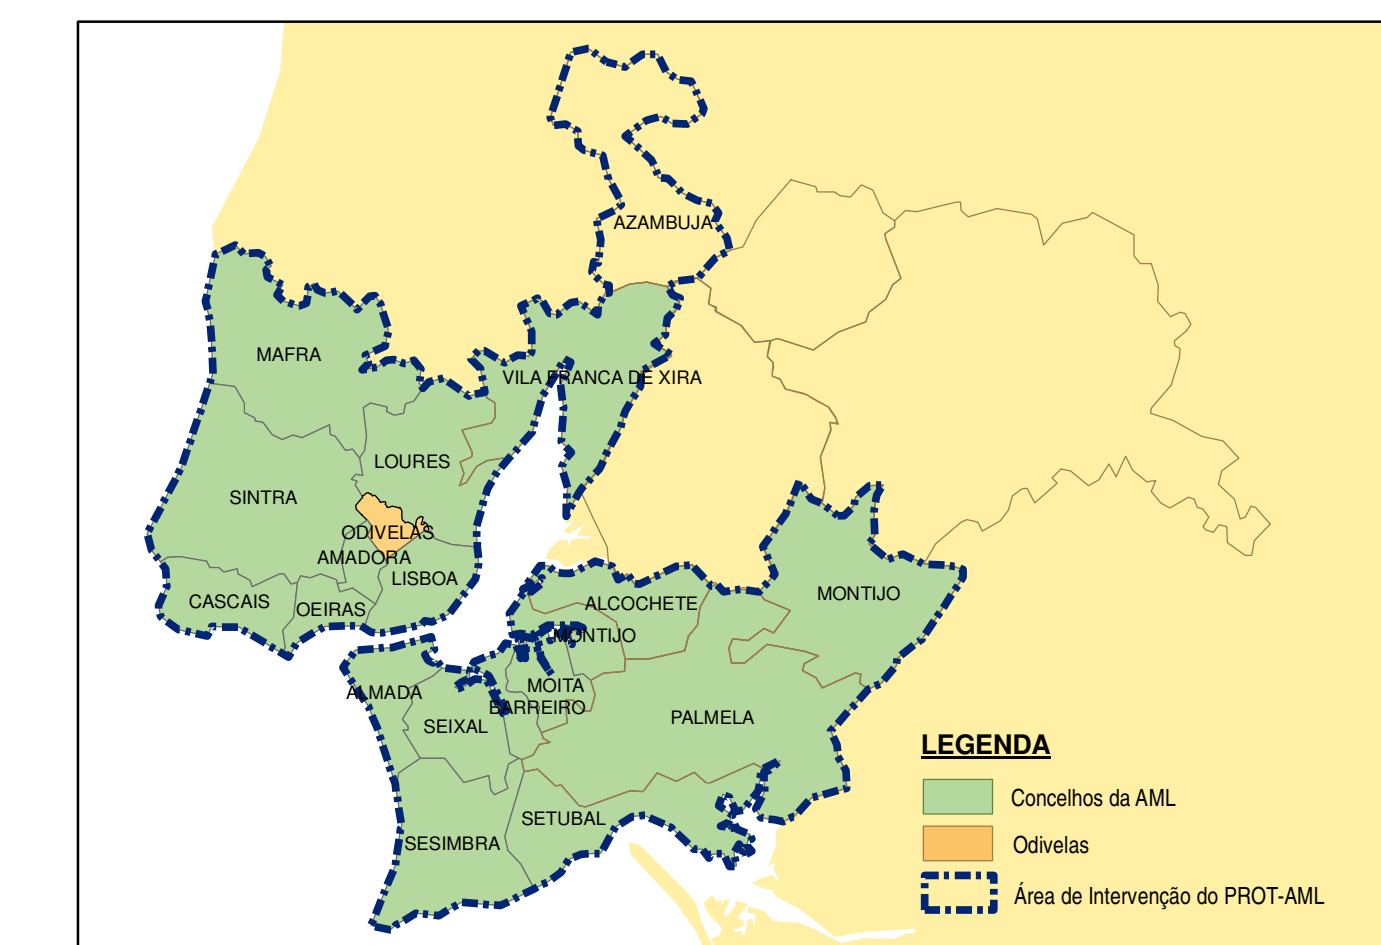 AZAMBUJA
MAFRA
VILA FRANCA DE XIRA
LOURES
SINTRA
ODIVELAS
AMADORA
LISBOA
CASCAIS
OEIRAS
ALCOCHETE
MONTIJO
MONTIJO
ALMADA
MOITA
BARREIRO
SEIXAL
PALMELA
SETUBAL
SESIMBRA
LEGENDA
Concelhos da AML
Odivelas
Área de Intervenção do PROT-AML